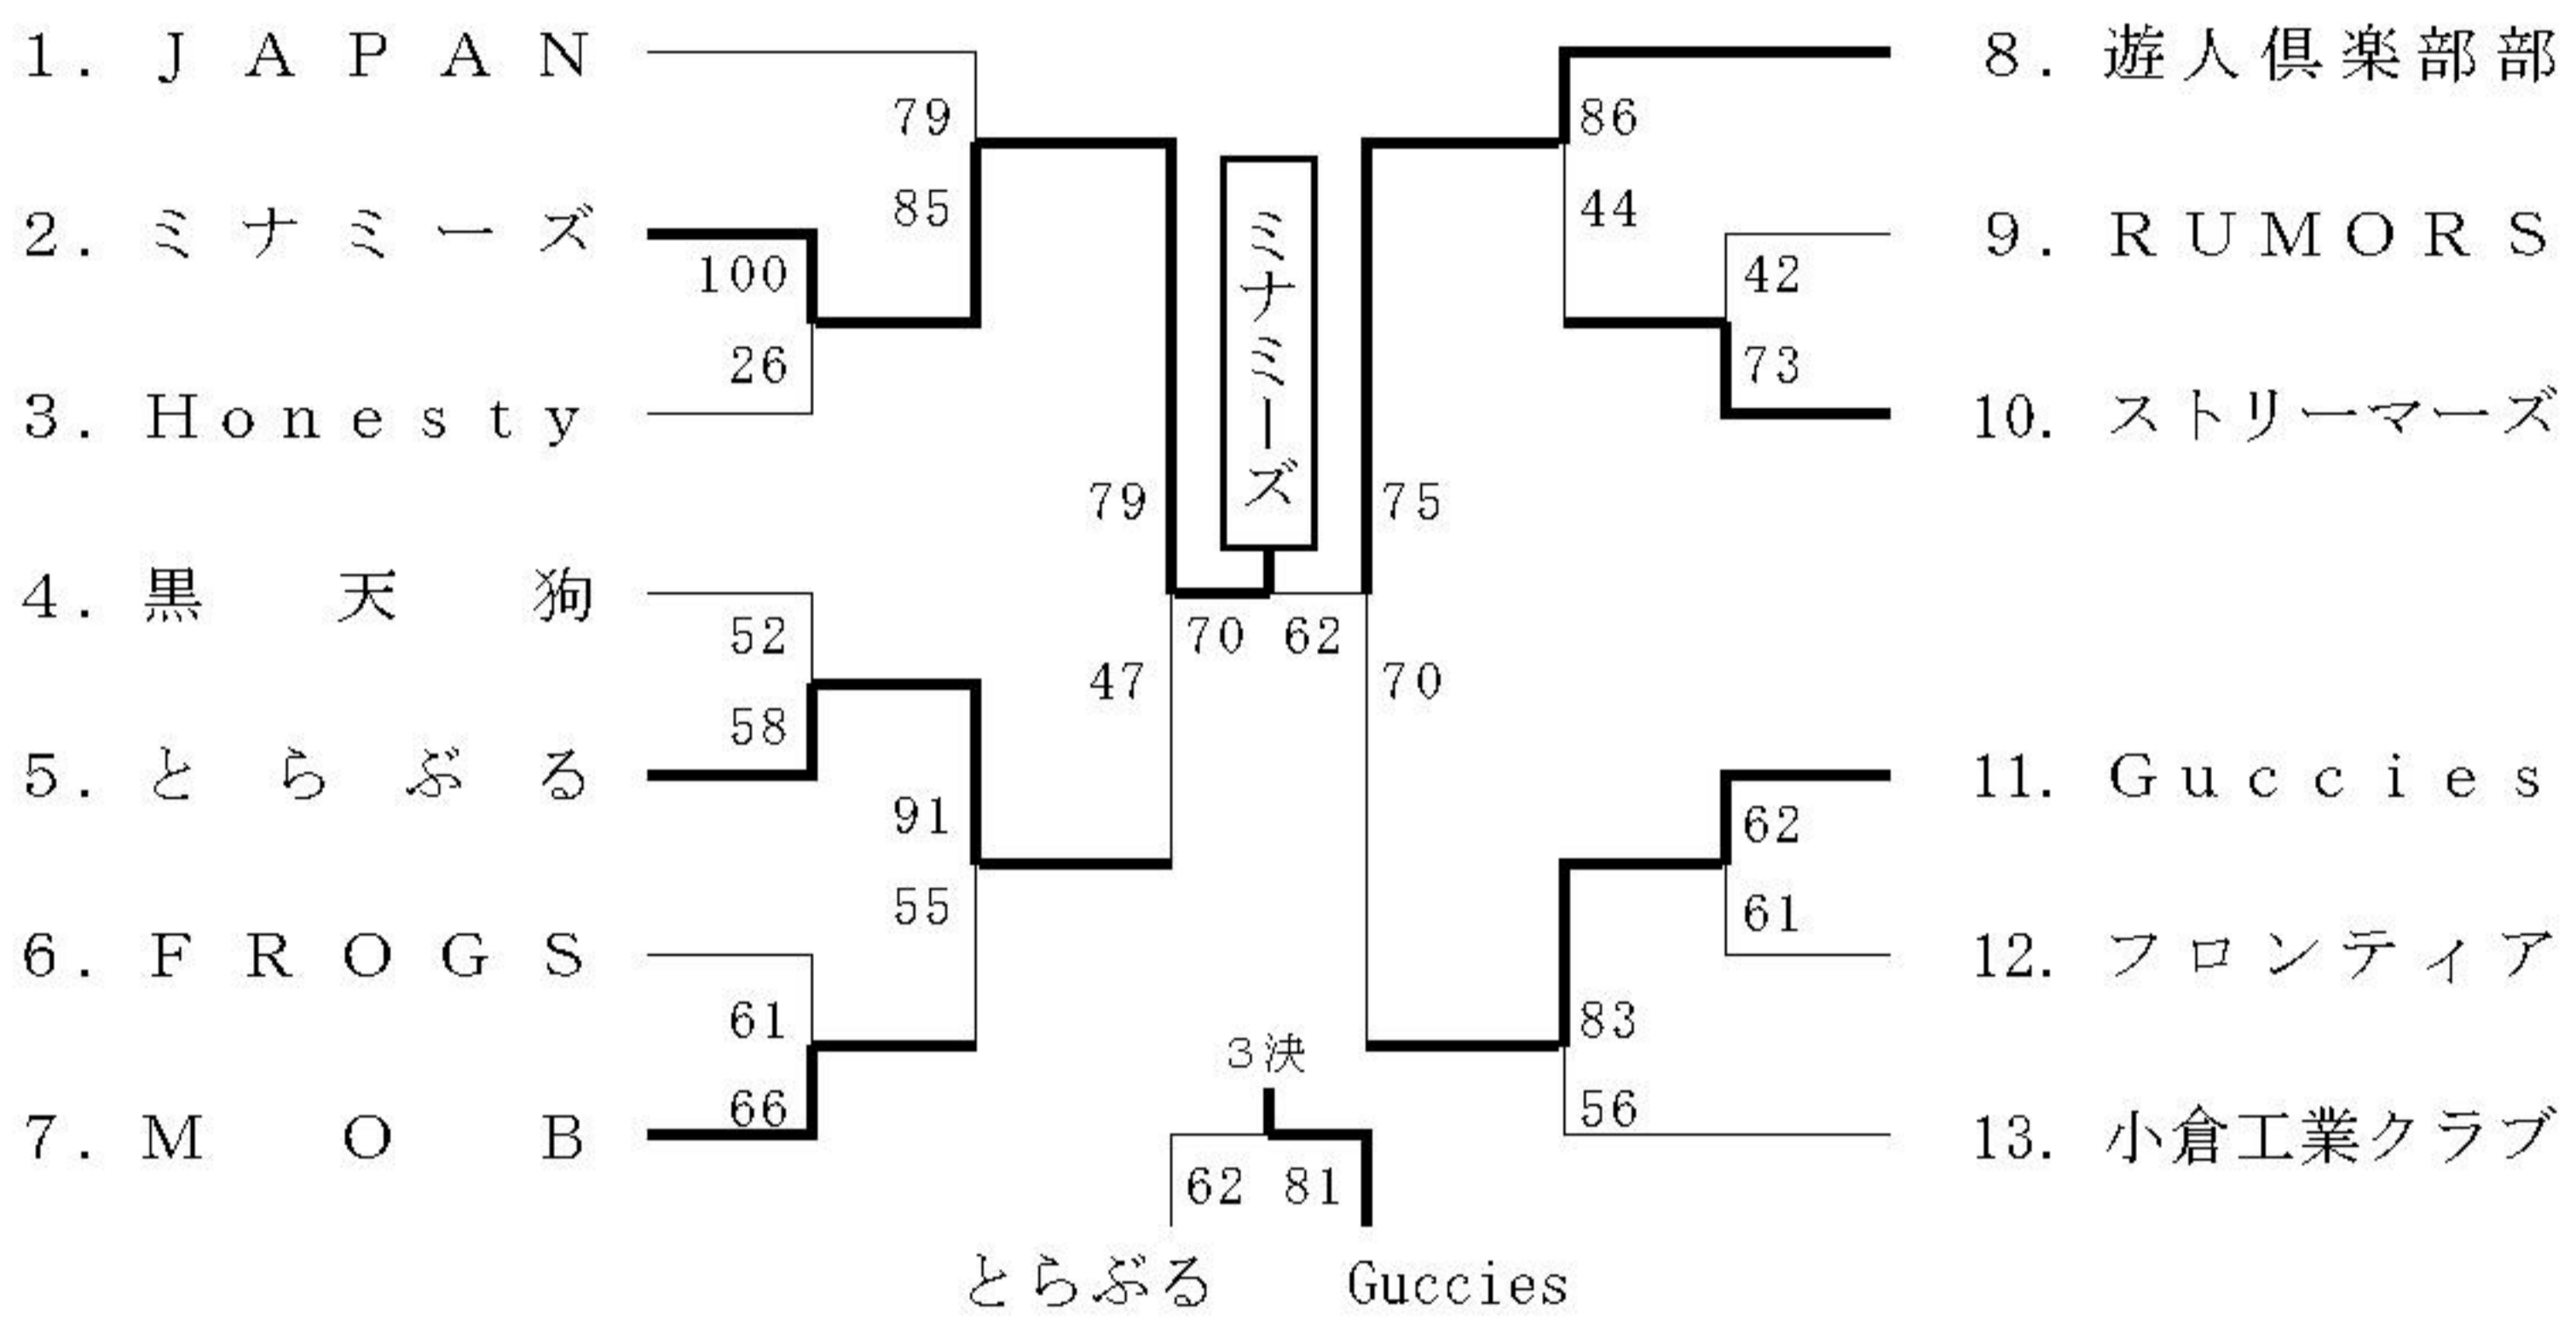 1. ＪＡＰＡＮ
79
85
2. ミナミーズ
100
26
3. Ｈｏｎｅｓｔｙ
4. 黒天狗
52
58
5. とらぶる
91
55
6. ＦＲＯＧＳ
61
66
7. ＭＯＢ
79
47
ミナミーズ
70 62
75
70
8. 遊人倶楽部部
86
44
9. ＲＵＭＯＲＳ
42
73
10. ストリーマーズ
11. Ｇｕｃｃｉｅｓ
62
61
12. フロンティア
83
56
13. 小倉工業クラブ
３決
62 81
とらぶる Guccies